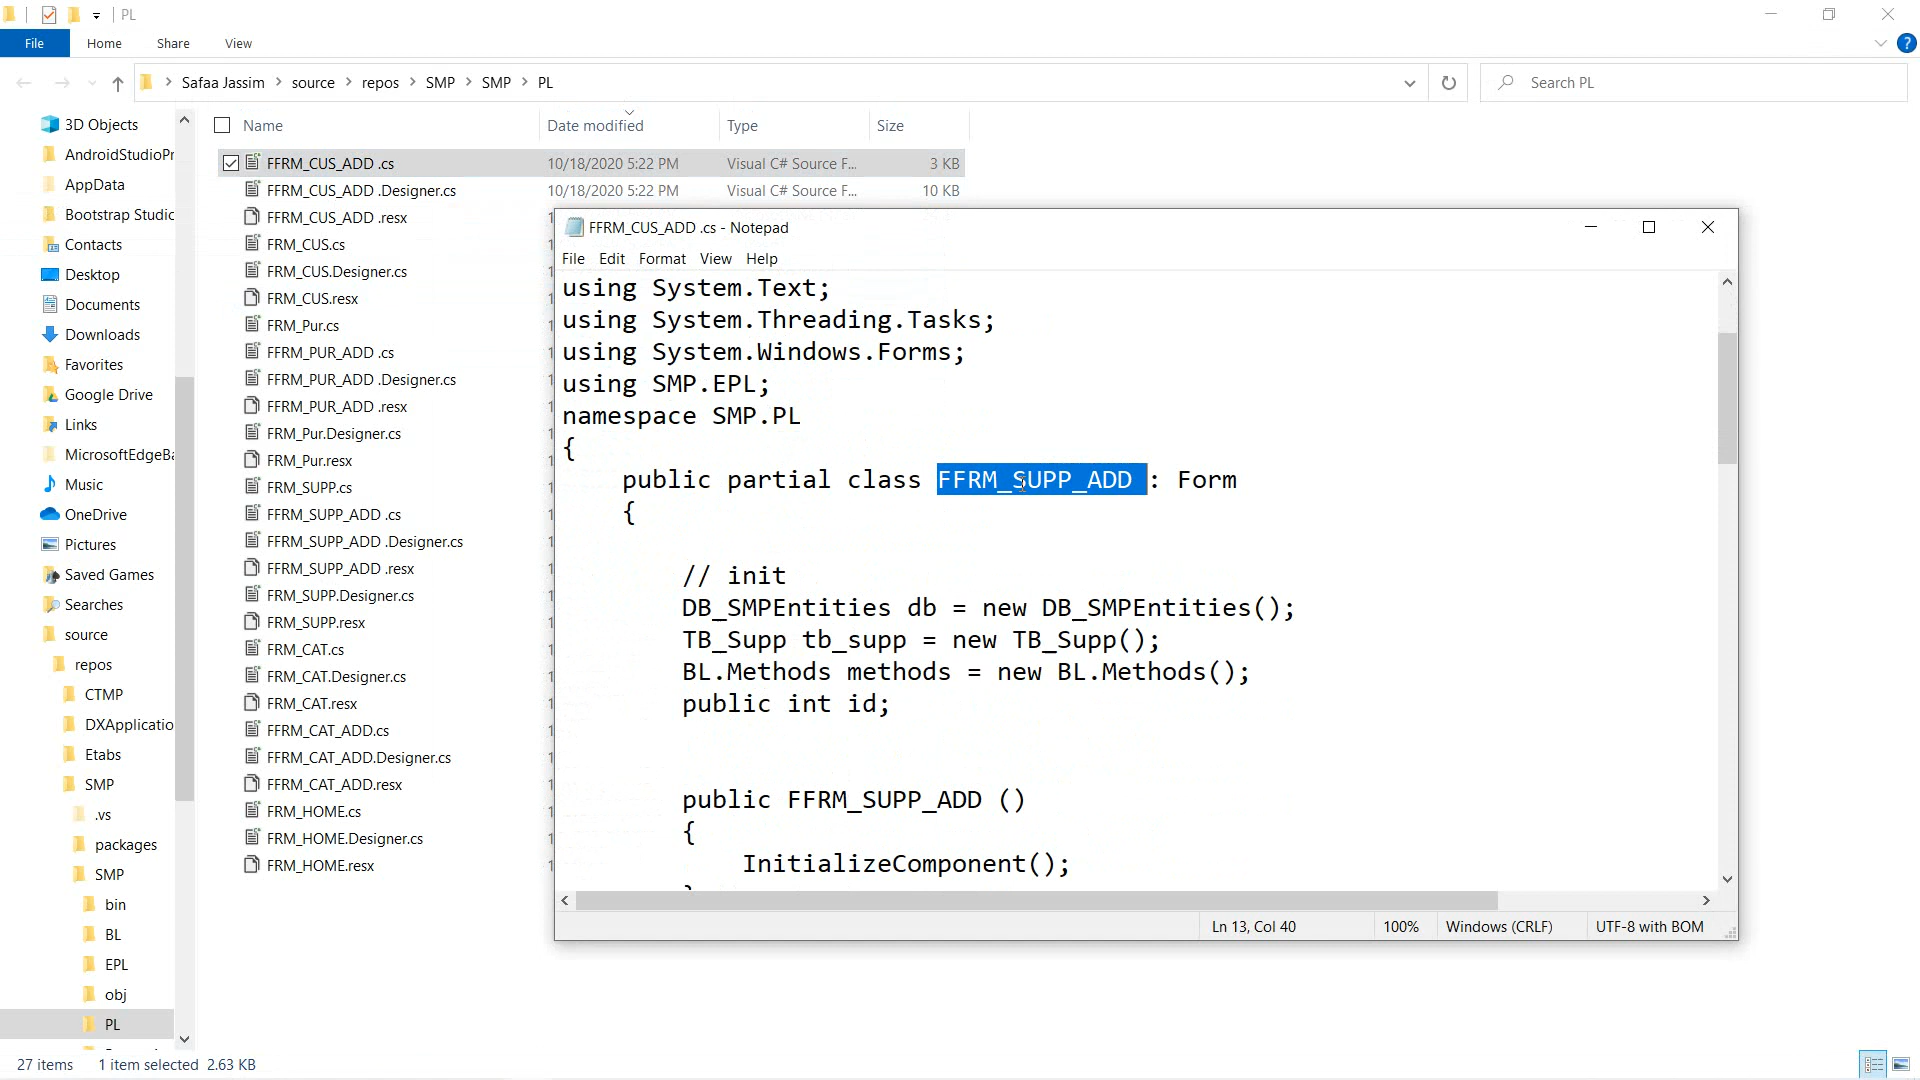 PL
File Home Share View
Safaa Jassim source repos SMP SMP PL
Search PL
3D Objects
AndroidStudioPr
AppData
Bootstrap Studic
Contacts
Desktop
Documents
Downloads
Favorites
Google Drive
Links
MicrosoftEdgeBa
Music
OneDrive
Pictures
Saved Games
Searches
source
repos
CTMP
DXApplicatio
Etabs
SMP
.vs
packages
SMP
bin
BL
EPL
obj
PL
Name Date modified Type Size
FFRM_CUS_ADD .cs 10/18/2020 5:22 PM Visual C# Source F... 3 KB
FFRM_CUS_ADD .Designer.cs 10/18/2020 5:22 PM Visual C# Source F... 10 KB
FFRM_CUS_ADD .resx
FRM_CUS.cs
FRM_CUS.Designer.cs
FRM_CUS.resx
FRM_Pur.cs
FFRM_PUR_ADD .cs
FFRM_PUR_ADD .Designer.cs
FFRM_PUR_ADD .resx
FRM_Pur.Designer.cs
FRM_Pur.resx
FRM_SUPP.cs
FFRM_SUPP_ADD .cs
FFRM_SUPP_ADD .Designer.cs
FFRM_SUPP_ADD .resx
FRM_SUPP.Designer.cs
FRM_SUPP.resx
FRM_CAT.cs
FRM_CAT.Designer.cs
FRM_CAT.resx
FFRM_CAT_ADD.cs
FFRM_CAT_ADD.Designer.cs
FFRM_CAT_ADD.resx
FRM_HOME.cs
FRM_HOME.Designer.cs
FRM_HOME.resx
FFRM_CUS_ADD .cs - Notepad
File Edit Format View Help
using System.Text;
using System.Threading.Tasks;
using System.Windows.Forms;
using SMP.EPL;
namespace SMP.PL
{
public partial class FFRM_SUPP_ADD : Form
{
// init
DB_SMPEntities db = new DB_SMPEntities();
TB_Supp tb_supp = new TB_Supp();
BL.Methods methods = new BL.Methods();
public int id;
public FFRM_SUPP_ADD ()
{
InitializeComponent();
Ln 13, Col 40 100% Windows (CRLF) UTF-8 with BOM
27 items 1 item selected 2.63 KB